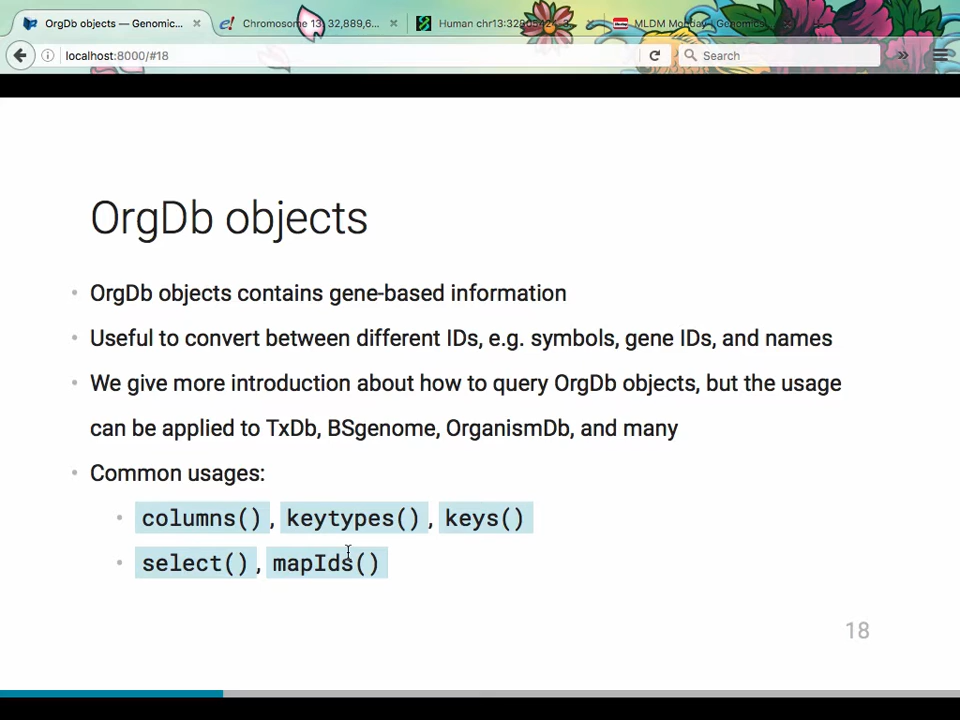 OrgDb objects — Genomic...
Chromosome 13: 32,889,6...
MLDM Monday - Genomics
localhost:8000/#18
Search
OrgDb objects
• OrgDb objects contains gene-based information
• Useful to convert between different IDs, e.g. symbols, gene IDs, and names
• We give more introduction about how to query OrgDb objects, but the usage
can be applied to TxDb, BSgenome, OrganismDb, and many
• Common usages:
• columns(), keytypes(), keys()
• select(), mapIds()
18